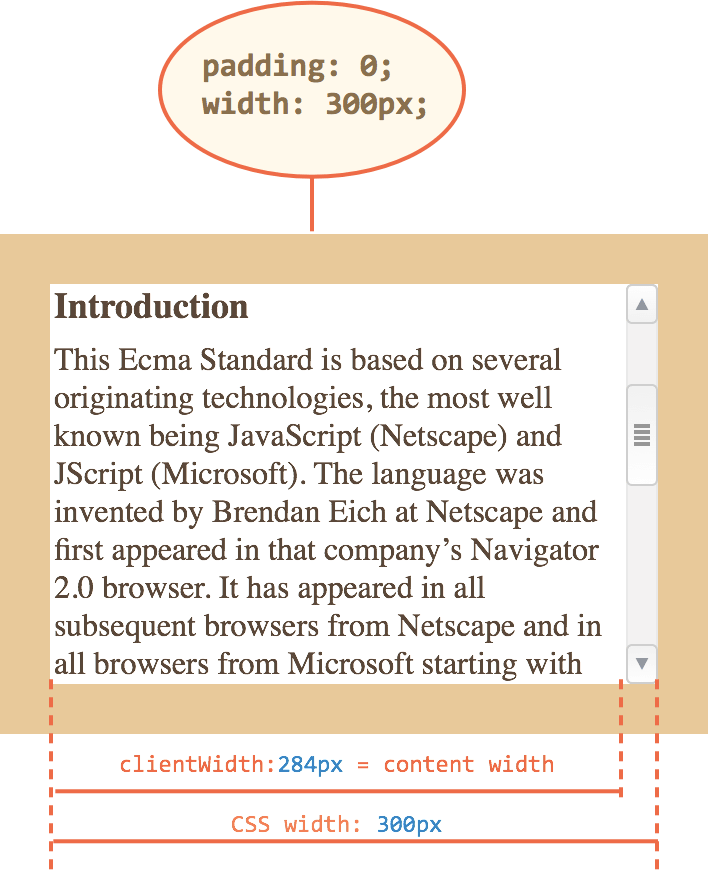 padding: 0;
width: 300px;
Introduction
This Ecma Standard is based on several
originating technologies, the most well
known being JavaScript (Netscape) and
JScript (Microsoft). The language was
invented by Brendan Eich at Netscape and
first appeared in that company’s Navigator
2.0 browser. It has appeared in all
subsequent browsers from Netscape and in
all browsers from Microsoft starting with
clientWidth:284px = content width
CSS width: 300px